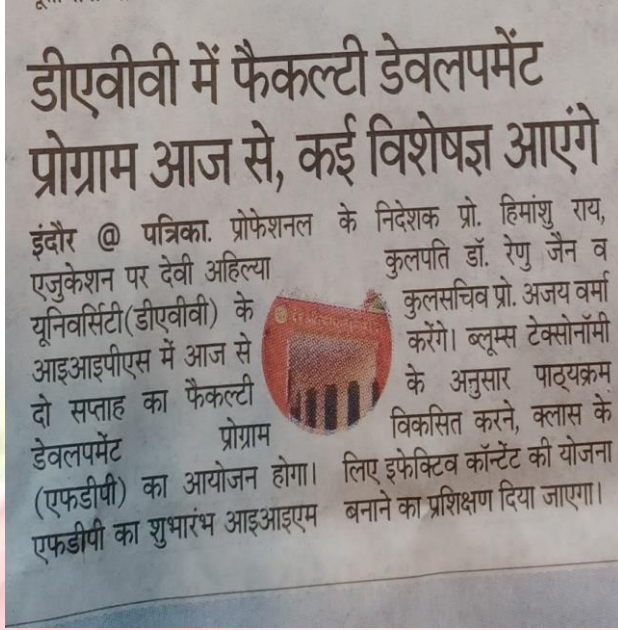 डीएवीवी में फैकल्टी डेवलपमेंट
प्रोग्राम आज से, कई विशेषज्ञ आएंगे
इंदौर @ पत्रिका. प्रोफेशनल
एजुकेशन पर देवी अहिल्या
यूनिवर्सिटी(डीएवीवी) के
आइआइपीएस में आज से
दो सप्ताह का फैकल्टी
डेवलपमेंट प्रोग्राम
(एफडीपी) का आयोजन होगा।
एफडीपी का शुभारंभ आइआइएम
के निदेशक प्रो. हिमांशु राय,
कुलपति डॉ. रेणु जैन व
कुलसचिव प्रो. अजय वर्मा
करेंगे। ब्लूम्स टेक्सोनॉमी
के अनुसार पाठ्यक्रम
विकसित करने, क्लास के
लिए इफेक्टिव कॉन्टेंट की योजना
बनाने का प्रशिक्षण दिया जाएगा।